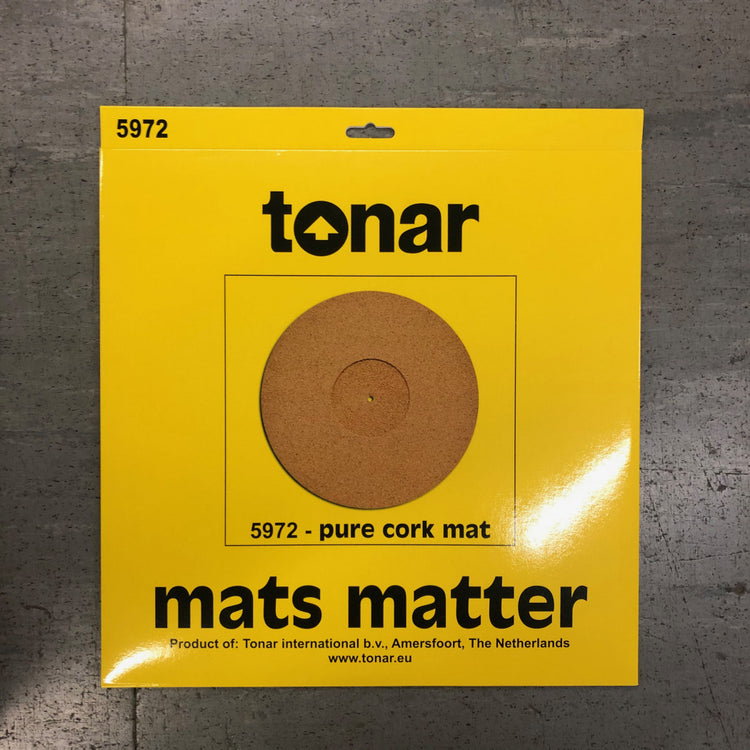 5972
tonar
5972 - pure cork mat
mats matter
Product of: Tonar international b.v., Amersfoort, The Netherlands
www.tonar.eu